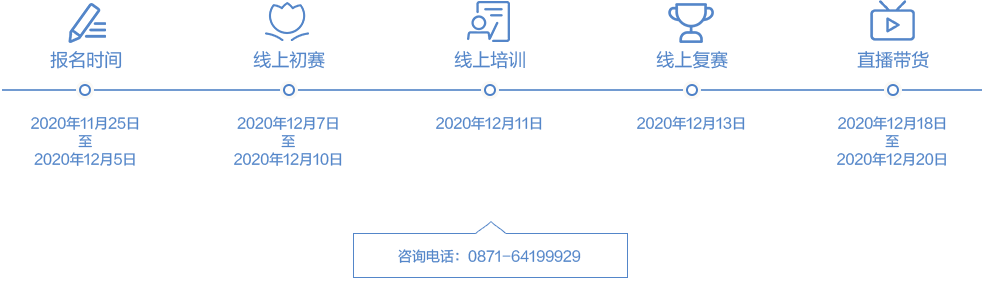 报名时间
线上初赛
线上培训
线上复赛
直播带货
2020年11月25日
至
2020年12月5日
2020年12月7日
至
2020年12月10日
2020年12月11日
2020年12月13日
2020年12月18日
至
2020年12月20日
咨询电话：0871-64199929